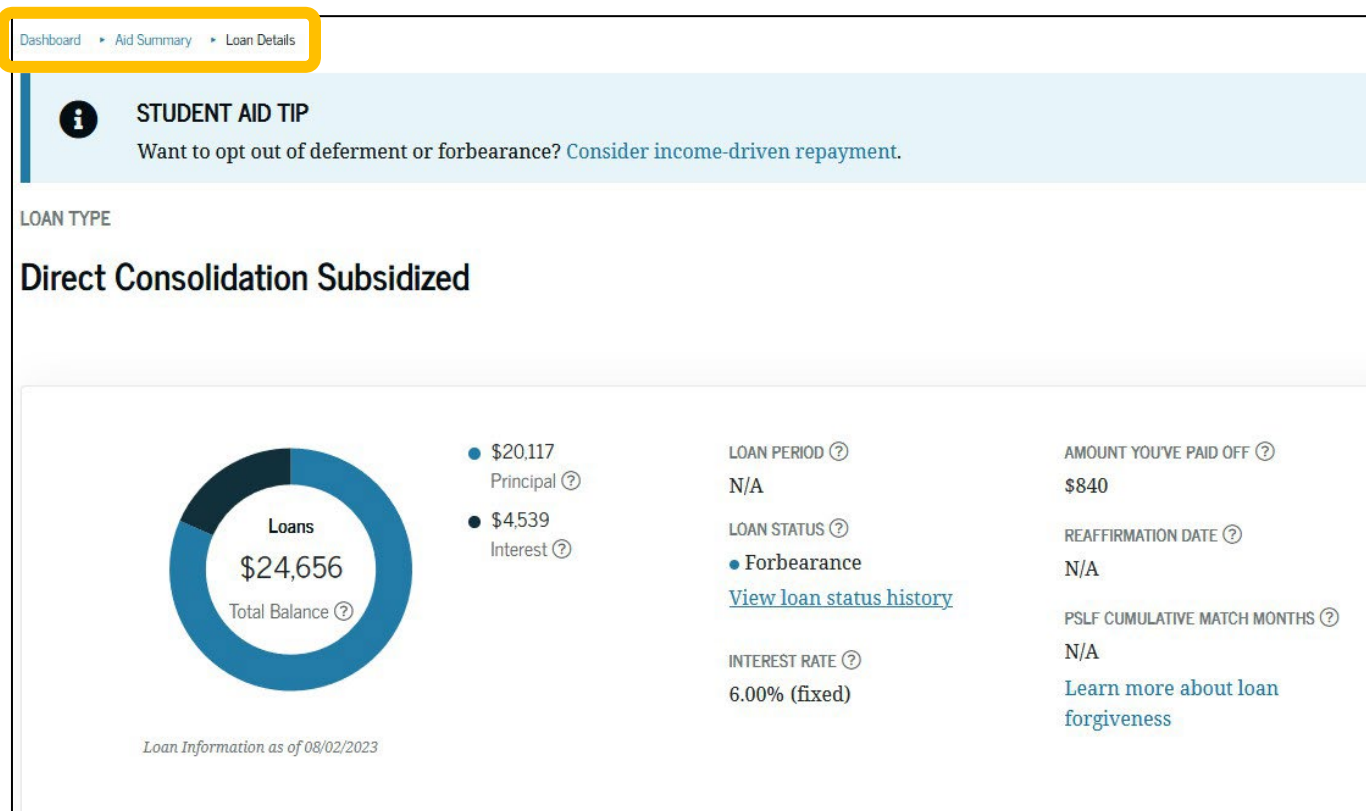 Dashboard ▸ Aid Summary ▸ Loan Details
STUDENT AID TIP
Want to opt out of deferment or forbearance? Consider income-driven repayment.
LOAN TYPE
Direct Consolidation Subsidized
Loans
$24,656
Total Balance
Loan Information as of 08/02/2023
$20,117
Principal
$4,539
Interest
LOAN PERIOD
N/A
LOAN STATUS
Forbearance
View loan status history
INTEREST RATE
6.00% (fixed)
AMOUNT YOU'VE PAID OFF
$840
REAFFIRMATION DATE
N/A
PSLF CUMULATIVE MATCH MONTHS
N/A
Learn more about loan
forgiveness